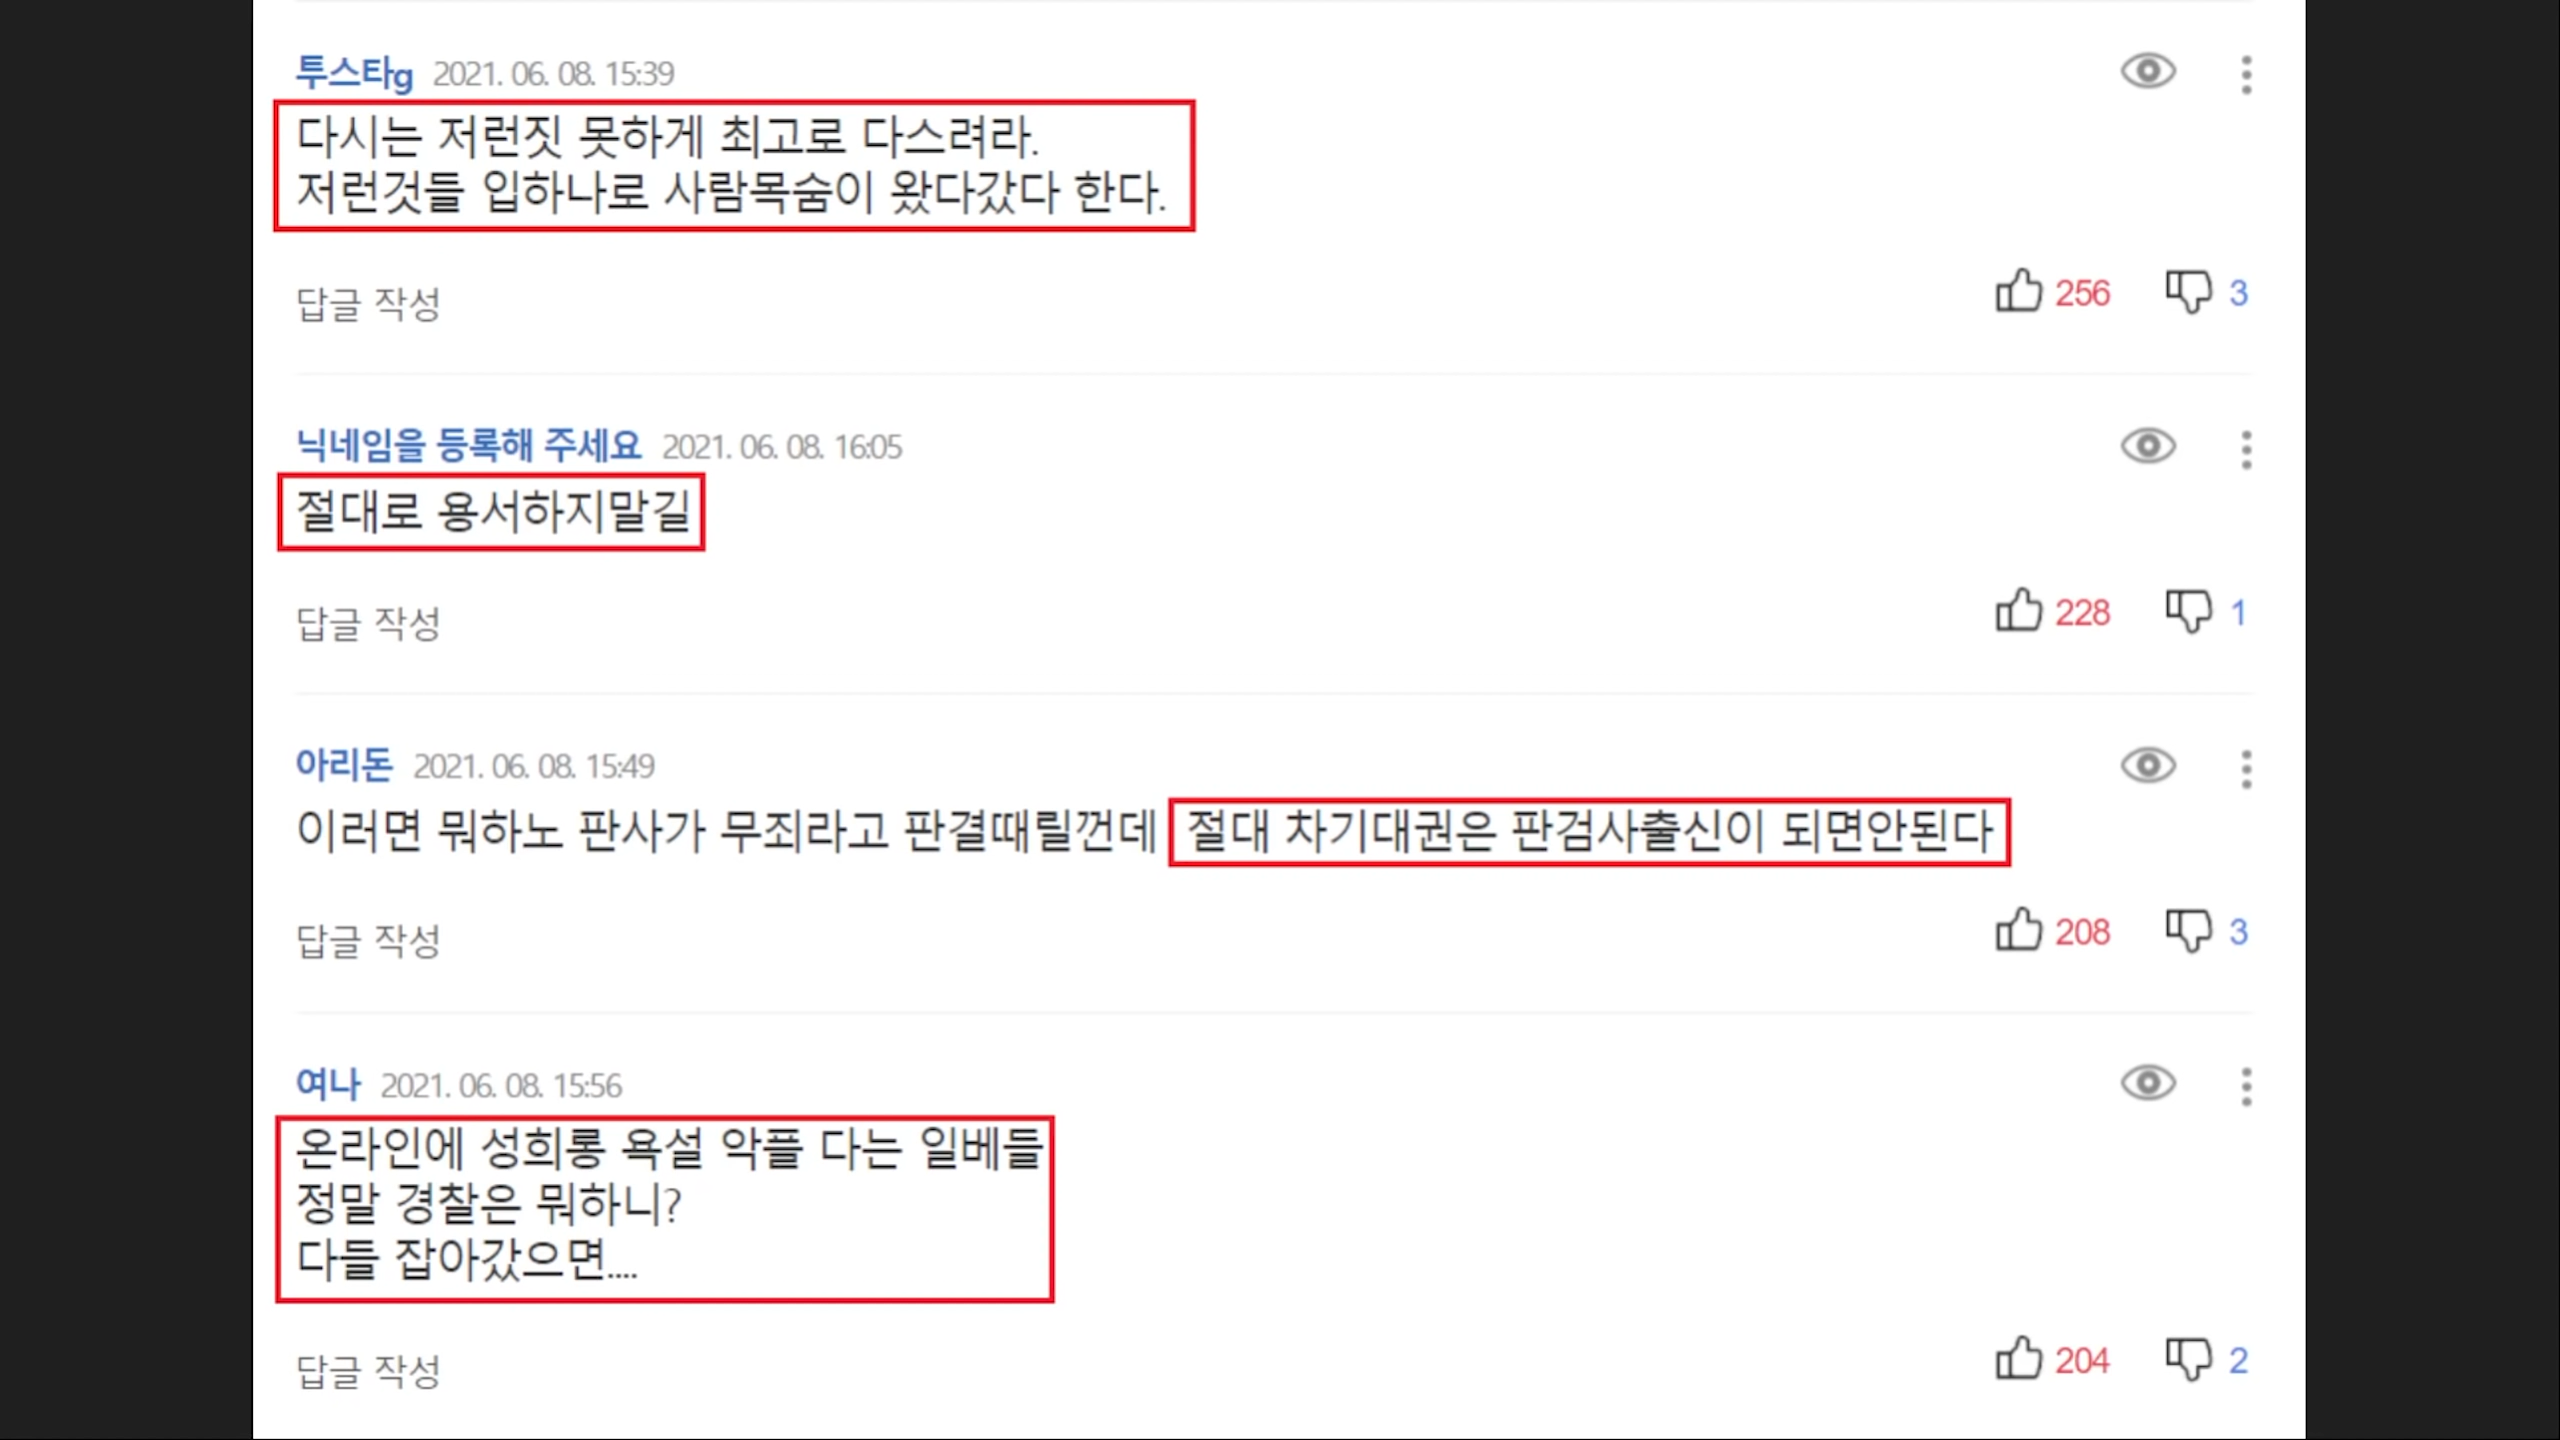 투스타g 2021. 06. 08. 15:39
다시는 저런짓 못하게 최고로 다스려라.
저런것들 입하나로 사람목숨이 왔다갔다 한다.
답글 작성 256 3
닉네임을 등록해 주세요 2021. 06. 08. 16:05
절대로 용서하지말길
답글 작성 228 1
아리돈 2021. 06. 08. 15:49
이러면 뭐하노 판사가 무죄라고 판결때릴껀데 절대 차기대권은 판검사출신이 되면안된다
답글 작성 208 3
여나 2021. 06. 08. 15:56
온라인에 성희롱 욕설 악플 다는 일베들
정말 경찰은 뭐하니?
다들 잡아갔으면....
답글 작성 204 2